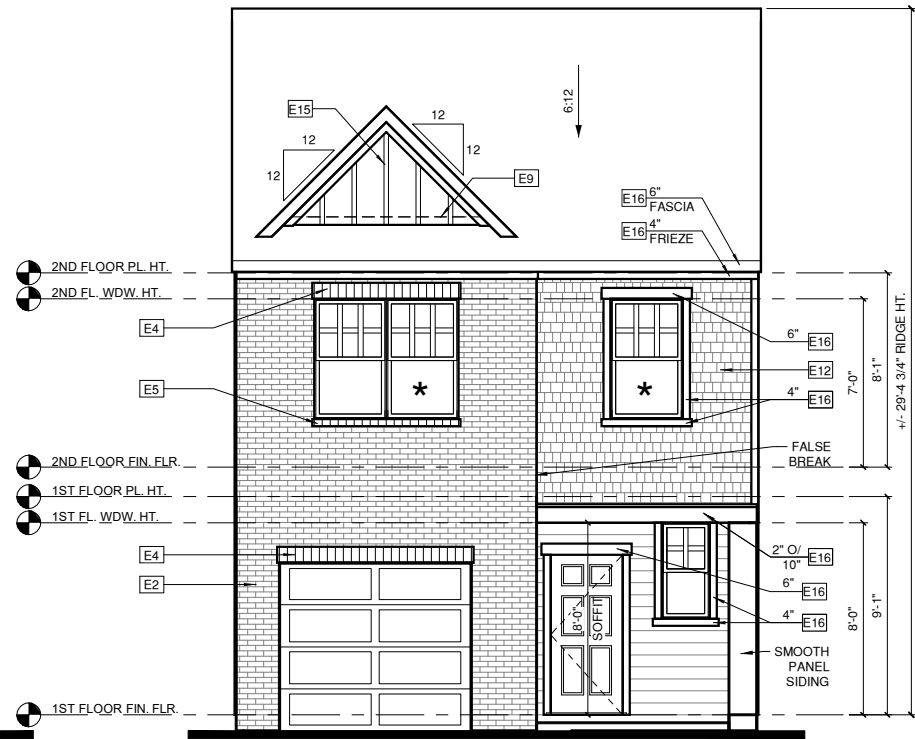 6:12
E15
12
12
12
12
E9
E16 6"
FASCIA
E16 4"
FRIEZE
2ND FLOOR PL. HT.
2ND FL. WDW. HT.
E4
6"
E16
E12
E5
*
*
4"
E16
7'-0"
8'-1"
+/- 29'-4 3/4" RIDGE HT.
FALSE
BREAK
2ND FLOOR FIN. FLR.
1ST FLOOR PL. HT.
1ST FL. WDW. HT.
E4
E2
2" O/
10"
E16
6"
E16
4"
E16
8'-0"
SOFFIT
8'-0"
9'-1"
SMOOTH
PANEL
SIDING
1ST FLOOR FIN. FLR.